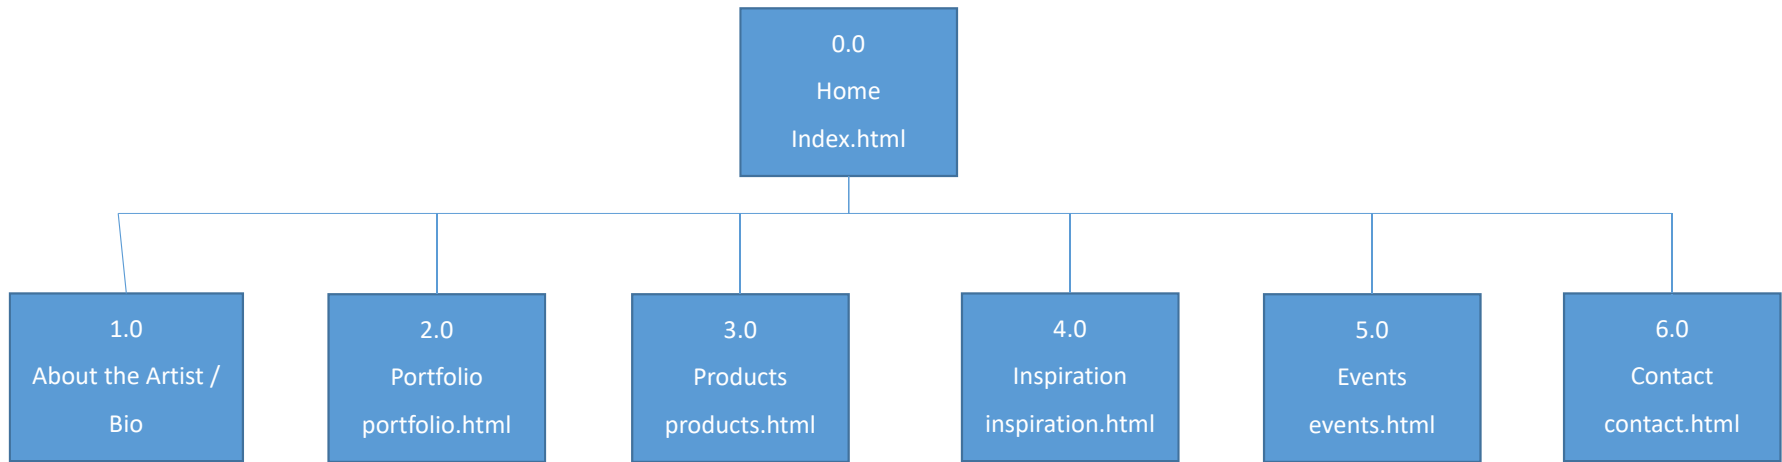 0.0
Home
Index.html
1.0
About the Artist /
Bio
2.0
Portfolio
portfolio.html
3.0
Products
products.html
4.0
Inspiration
inspiration.html
5.0
Events
events.html
6.0
Contact
contact.html